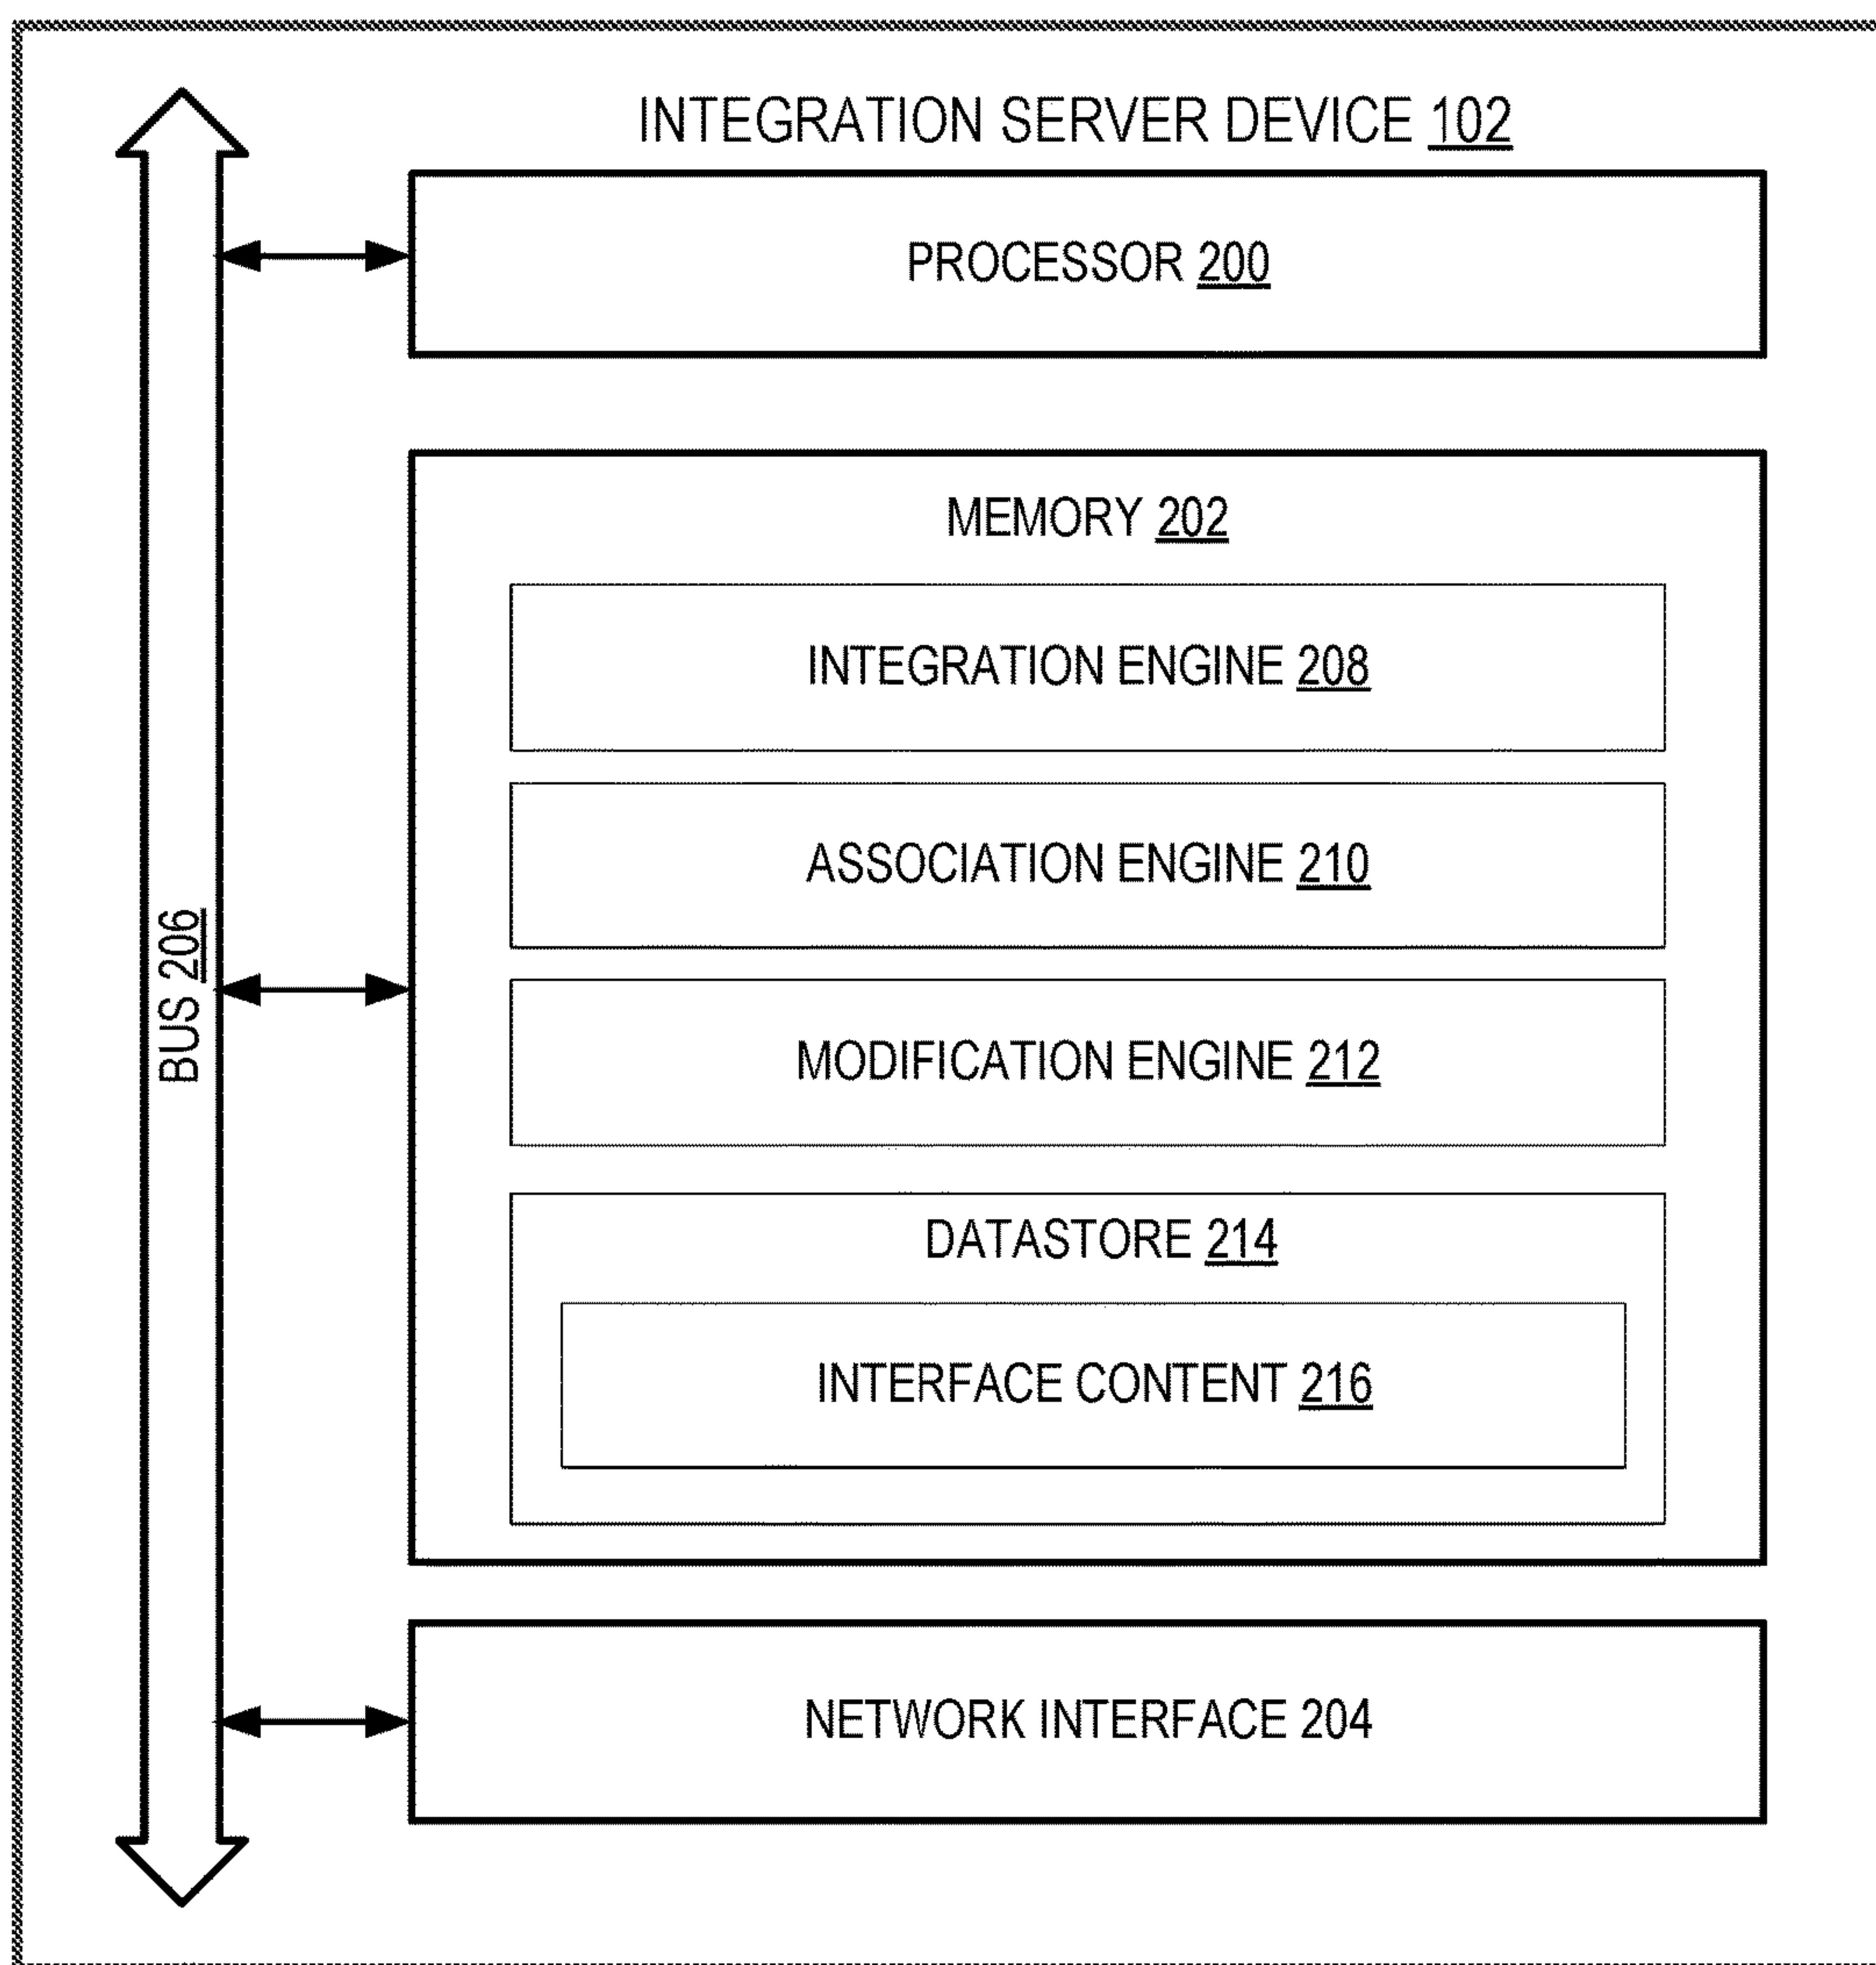 INTEGRATION SERVER DEVICE 102
PROCESSOR 200
MEMORY 202
INTEGRATION ENGINE 208
ASSOCIATION ENGINE 210
BUS 206
MODIFICATION ENGINE 212
DATASTORE 214
INTERFACE CONTENT 216
NETWORK INTERFACE 204